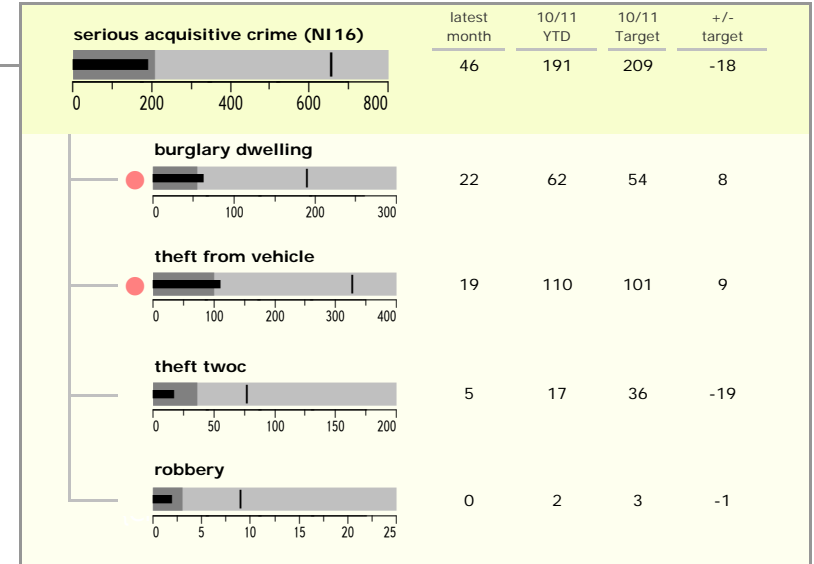 latest 10/11 10/11 +/-
serious acquisitive crime (NI16) month YTD Target target
46 191 209 -18
0 200 400 600 800
burglary dwelling
22 62 54 8
0 100 200 300
theft from vehicle
19 110 101 9
0 100 200 300 400
theft twoc
5 17 36 -19
0 50 100 150 200
robbery
0 2 3 -1
0 5 10 15 20 25